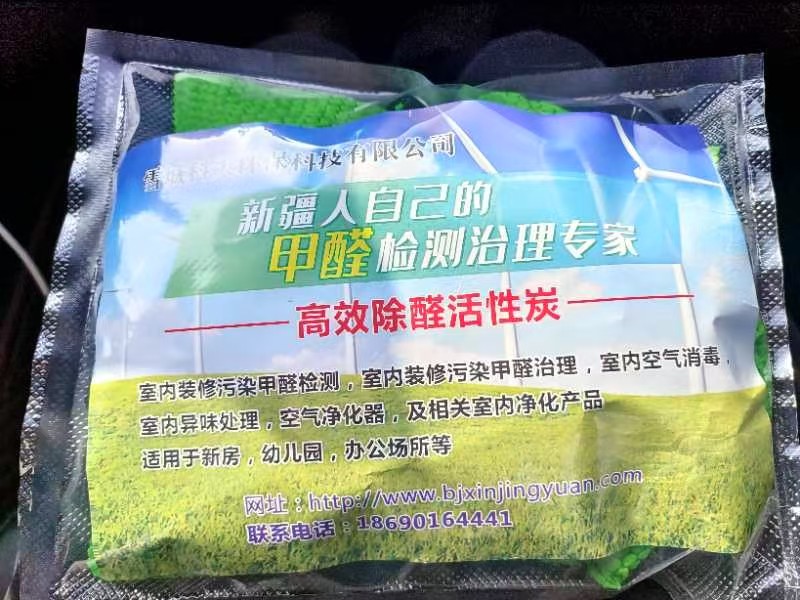 科技有限公司
新疆人自己的
甲醛检测治理专家
高效除醛活性炭
室内装修污染甲醛检测，室内装修污染甲醛治理，室内空气消毒，
室内异味处理，空气净化器，及相关室内净化产品
适用于新房，幼儿园，办公场所等
网址：http://www.bjxinjingyuan.com
联系电话：18690164441